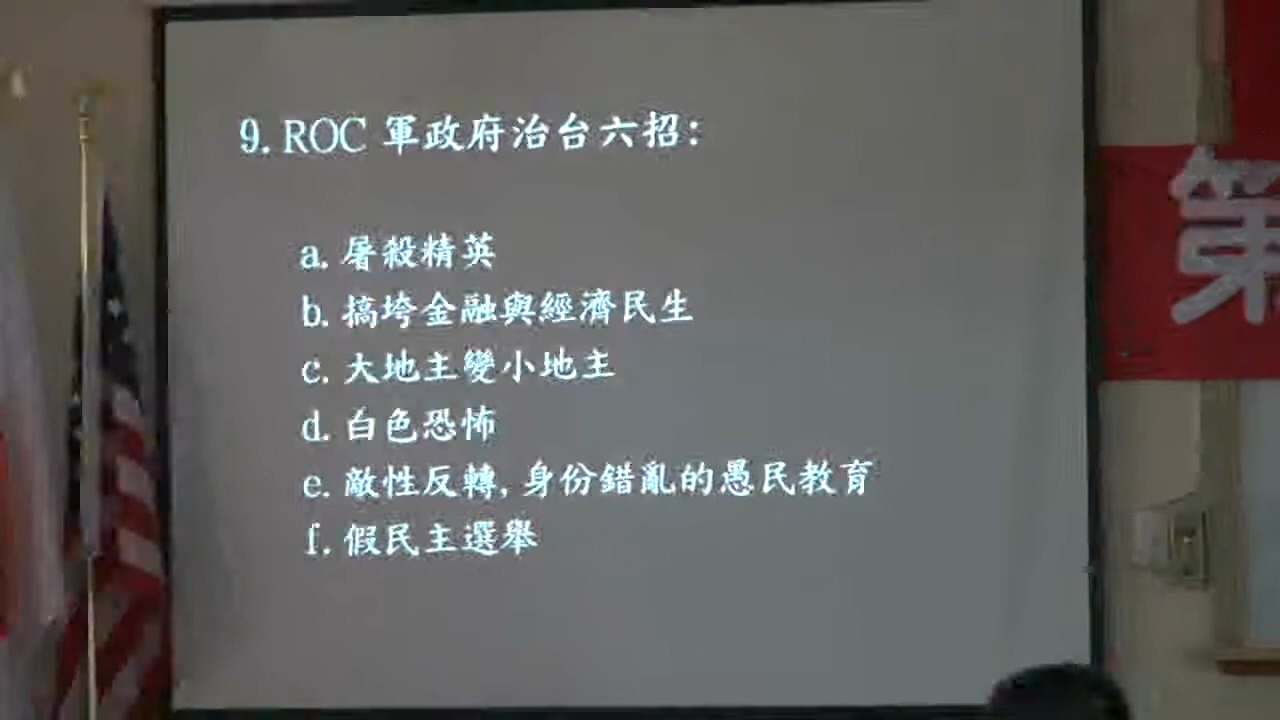 9. ROC 軍政府治台六招:
a. 屠殺精英
b. 搞垮金融與經濟民生
c. 大地主變小地主
d. 白色恐怖
e. 敵性反轉, 身份錯亂的愚民教育
f. 假民主選舉
第